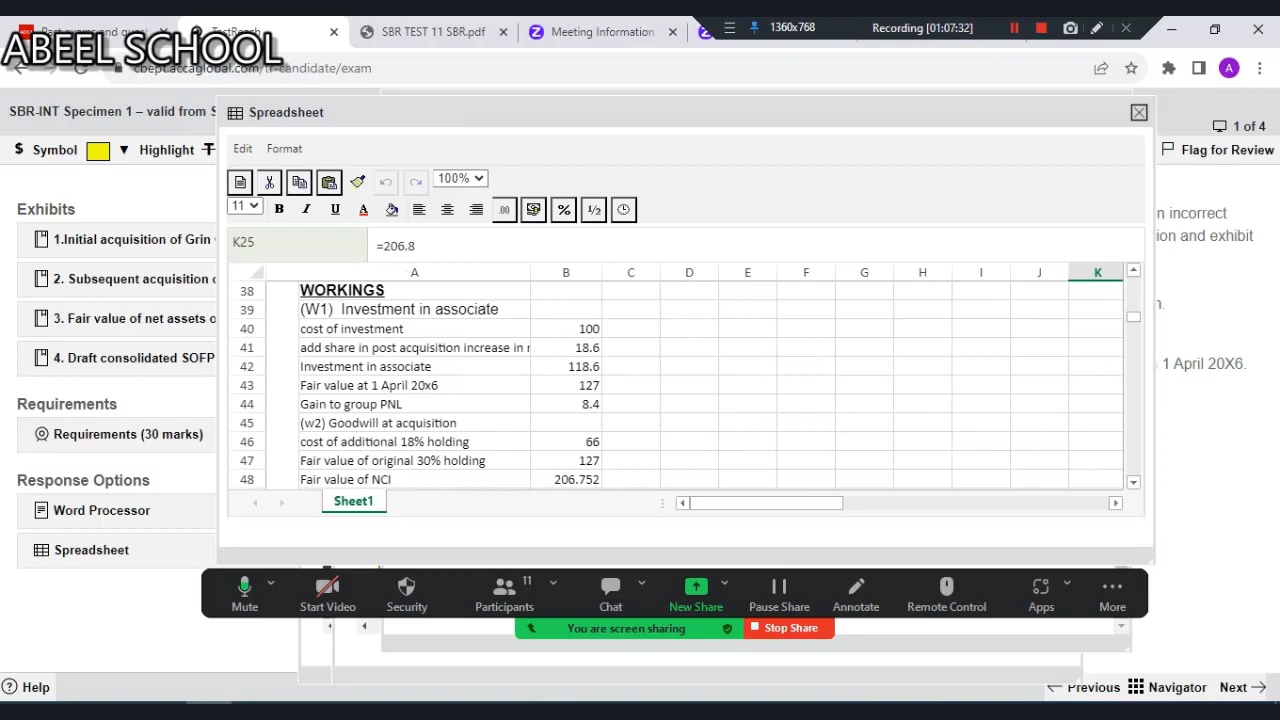 TestReach
SBR TEST 11 SBR.pdf
Meeting Information
1360x768
Recording [01:07:32]
ABEEL SCHOOL
cbept.accaglobal.com/tr-candidate/exam
A
SBR-INT Specimen 1 – valid from S
Spreadsheet
1 of 4
$ Symbol
Highlight
Flag for Review
Edit Format
100%
11
B I U A
.00
%
1/2
Exhibits
1.Initial acquisition of Grin
2. Subsequent acquisition o
3. Fair value of net assets o
4. Draft consolidated SOFP
n incorrect
ion and exhibit
n.
1 April 20X6.
K25 =206.8
A B C D E F G H I J K
38 WORKINGS
39 (W1) Investment in associate
40 cost of investment 100
41 add share in post acquisition increase in r 18.6
42 Investment in associate 118.6
43 Fair value at 1 April 20x6 127
44 Gain to group PNL 8.4
45 (w2) Goodwill at acquisition
46 cost of additional 18% holding 66
47 Fair value of original 30% holding 127
48 Fair value of NCI 206.752
Sheet1
Requirements
Requirements (30 marks)
Response Options
Word Processor
Spreadsheet
11
Mute Start Video Security Participants Chat New Share Pause Share Annotate Remote Control Apps More
You are screen sharing Stop Share
Help
Previous Navigator Next